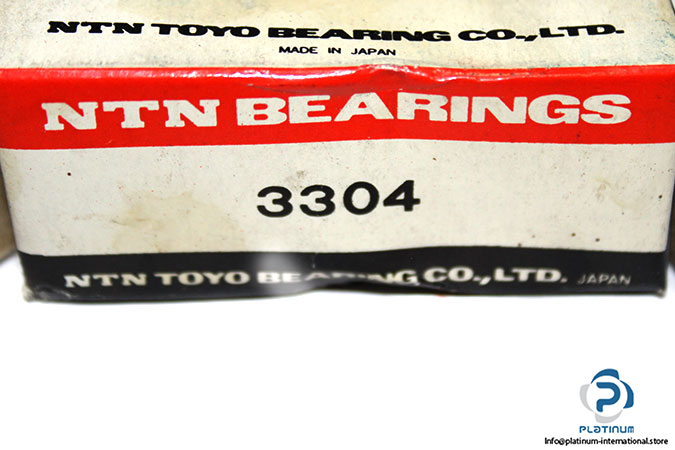 NTN TOYO BEARING CO.,LTD.
MADE IN JAPAN
NTN BEARINGS
3304
NTN TOYO BEARING CO., LTD. JAPAN
PLATINUM
Info@platinum-international.store